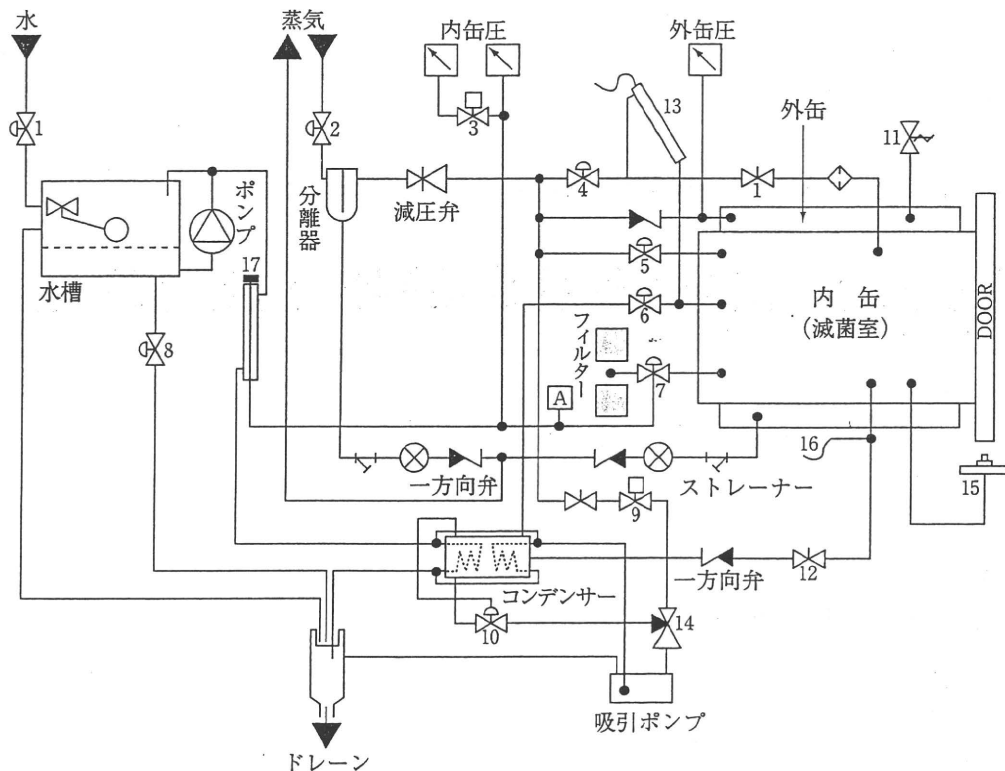 水
蒸気
内缶圧
外缶圧
1
2
3
13
外缶
11
ポンプ
分離器
減圧弁
4
1
水槽
17
5
内缶
(滅菌室)
DOOR
6
フィルター
7
8
A
16
一方向弁
ストレーナー
15
9
一方向弁
12
コンデンサー
10
14
吸引ポンプ
ドレーン